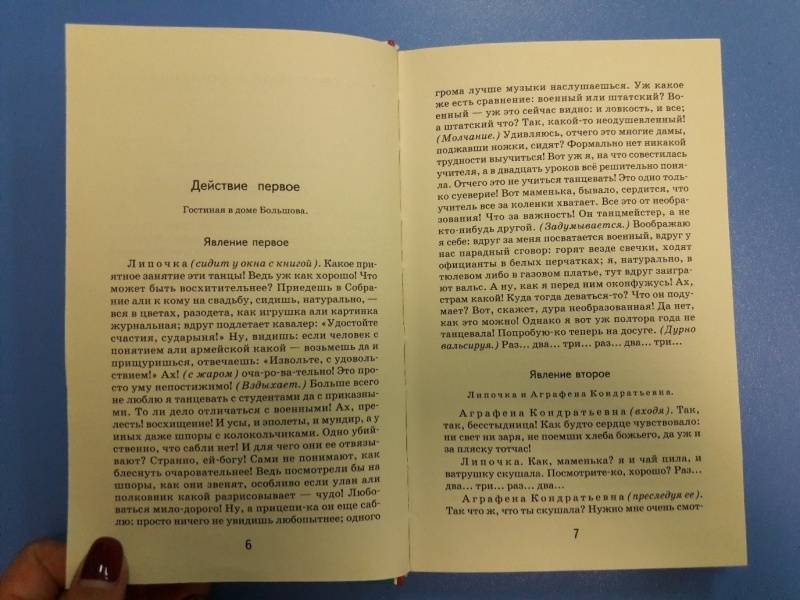 Действие первое
Гостиная в доме Большова.
Явление первое
Липочка (сидит у окна с книгой). Какое при-
ятное занятие эти танцы! Ведь уж как хорошо! Что
может быть восхитительнее? Приедешь в Собра-
ние али к кому на свадьбу, сидишь, натурально, —
вся в цветах, разодета, как игрушка али картинка
журнальная; вдруг подлетает кавалер: «Удостойте
счастия, сударыня!» Ну, видишь: если человек с
понятием али армейской какой — возьмешь да и
прищуришься, отвечаешь: «Извольте, с удоволь-
ствием!» Ах! (с жаром) оча-ро-ва-тельно! Это прос-
то уму непостижимо! (Вздыхает.) Больше всего
не люблю я танцевать с студентами да с приказны-
ми. То ли дело отличаться с военными! Ах, пре-
лесть! восхищение! И усы, и эполеты, и мундир, а у
иных даже шпоры с колокольчиками. Одно убий-
ственно, что сабли нет! И для чего они ее отвязы-
вают? Странно, ей-богу! Сами не понимают, как
блеснуть очаровательнее! Ведь посмотрели бы на
шпоры, как они звенят, особливо если улан али
полковник какой разрисовывает — чудо! Любо-
ваться мило-дорого! Ну, а прицепи-ка он еще саб-
лю: просто ничего не увидишь любопытнее; одного
6
грома лучше музыки наслушаешься. Уж какое
же есть сравнение: военный или штатский? Во-
енный — уж это сейчас видно: и ловкость, и все;
а штатский что? Так, какой-то неодушевленный!
(Молчание.) Удивляюсь, отчего это многие дамы,
поджавши ножки, сидят? Формально нет никакой
трудности выучиться! Вот уж я, на что совестилась
учителя, а в двадцать уроков все решительно поня-
ла. Отчего это не учиться танцевать! Это одно толь-
ко суеверие! Вот маменька, бывало, сердится, что
учитель все за коленки хватает. Все это от необра-
зования! Что за важность! Он танцмейстер, а не
кто-нибудь другой. (Задумывается.) Воображаю
я себе: вдруг за меня посватается военный, вдруг у
нас парадный сговор: горят везде свечки, ходят
официанты в белых перчатках; я, натурально, в
тюлевом либо в газовом платье, тут вдруг заигра-
ют вальс. А ну, как я перед ним оконфужусь! Ах,
страм какой! Куда тогда деваться-то? Что он поду-
мает? Вот, скажет, дура необразованная! Да нет,
как это можно! Однако я вот уж полтора года не
танцевала! Попробую-ко теперь на досуге. (Дурно
вальсируя.) Раз... два... три... раз... два... три...
Явление второе
Липочка и Аграфена Кондратьевна.
Аграфена Кондратьевна (входя). Так,
так, бесстыдница! Как будто сердце чувствовало:
ни свет ни заря, не поемши хлеба божьего, да уж и
за пляску тотчас!
Липочка. Как, маменька? я и чай пила, и
ватрушку скушала. Посмотрите-ко, хорошо? Раз...
два... три... раз... два...
Аграфена Кондратьевна (преследуя ее).
Так что ж, что ты скушала? Нужно мне очень смот-
7